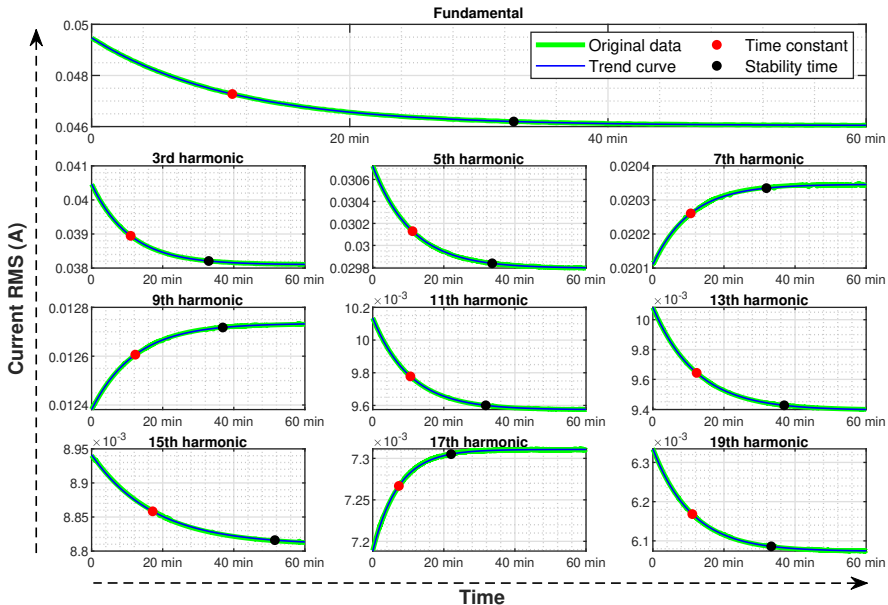 Fundamental
0.05
0.048
0.046
0
20 min
40 min
60 min
Original data
Time constant
Trend curve
Stability time
3rd harmonic
0.041
0.04
0.039
0.038
0 20 min 40 min 60 min
5th harmonic
0.0306
0.0304
0.0302
0.03
0.0298
0 20 min 40 min 60 min
7th harmonic
0.0204
0.0203
0.0202
0.0201
0 20 min 40 min 60 min
9th harmonic
0.0128
0.0126
0.0124
0 20 min 40 min 60 min
11th harmonic
×10⁻³
10.2
10
9.8
9.6
0 20 min 40 min 60 min
13th harmonic
×10⁻³
10
9.8
9.6
9.4
0 20 min 40 min 60 min
15th harmonic
×10⁻³
8.95
8.9
8.85
8.8
0 20 min 40 min 60 min
17th harmonic
×10⁻³
7.3
7.25
7.2
0 20 min 40 min 60 min
19th harmonic
×10⁻³
6.3
6.2
6.1
0 20 min 40 min 60 min
Current RMS (A)
Time